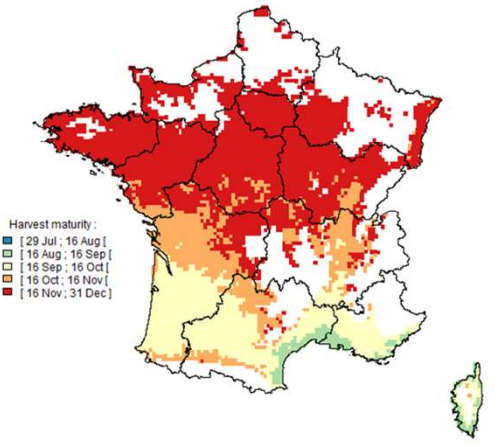 Harvest maturity :
[ 29 Jul ; 16 Aug [
[ 16 Aug ; 16 Sep [
[ 16 Sep ; 16 Oct [
[ 16 Oct ; 16 Nov [
[ 16 Nov ; 31 Dec ]